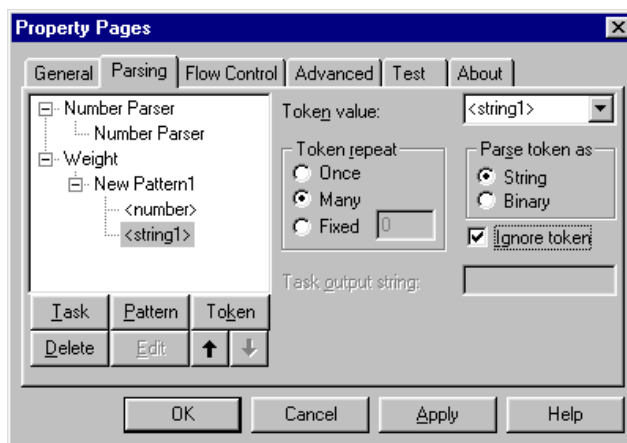 Property Pages
General Parsing Flow Control Advanced Test About
Number Parser
Number Parser
Weight
New Pattern1
<number>
<string1>
Task Pattern Token
Delete Edit
Token value: <string1>
Token repeat
Once
Many
Fixed 0
Parse token as
String
Binary
Ignore token
Task output string:
OK Cancel Apply Help